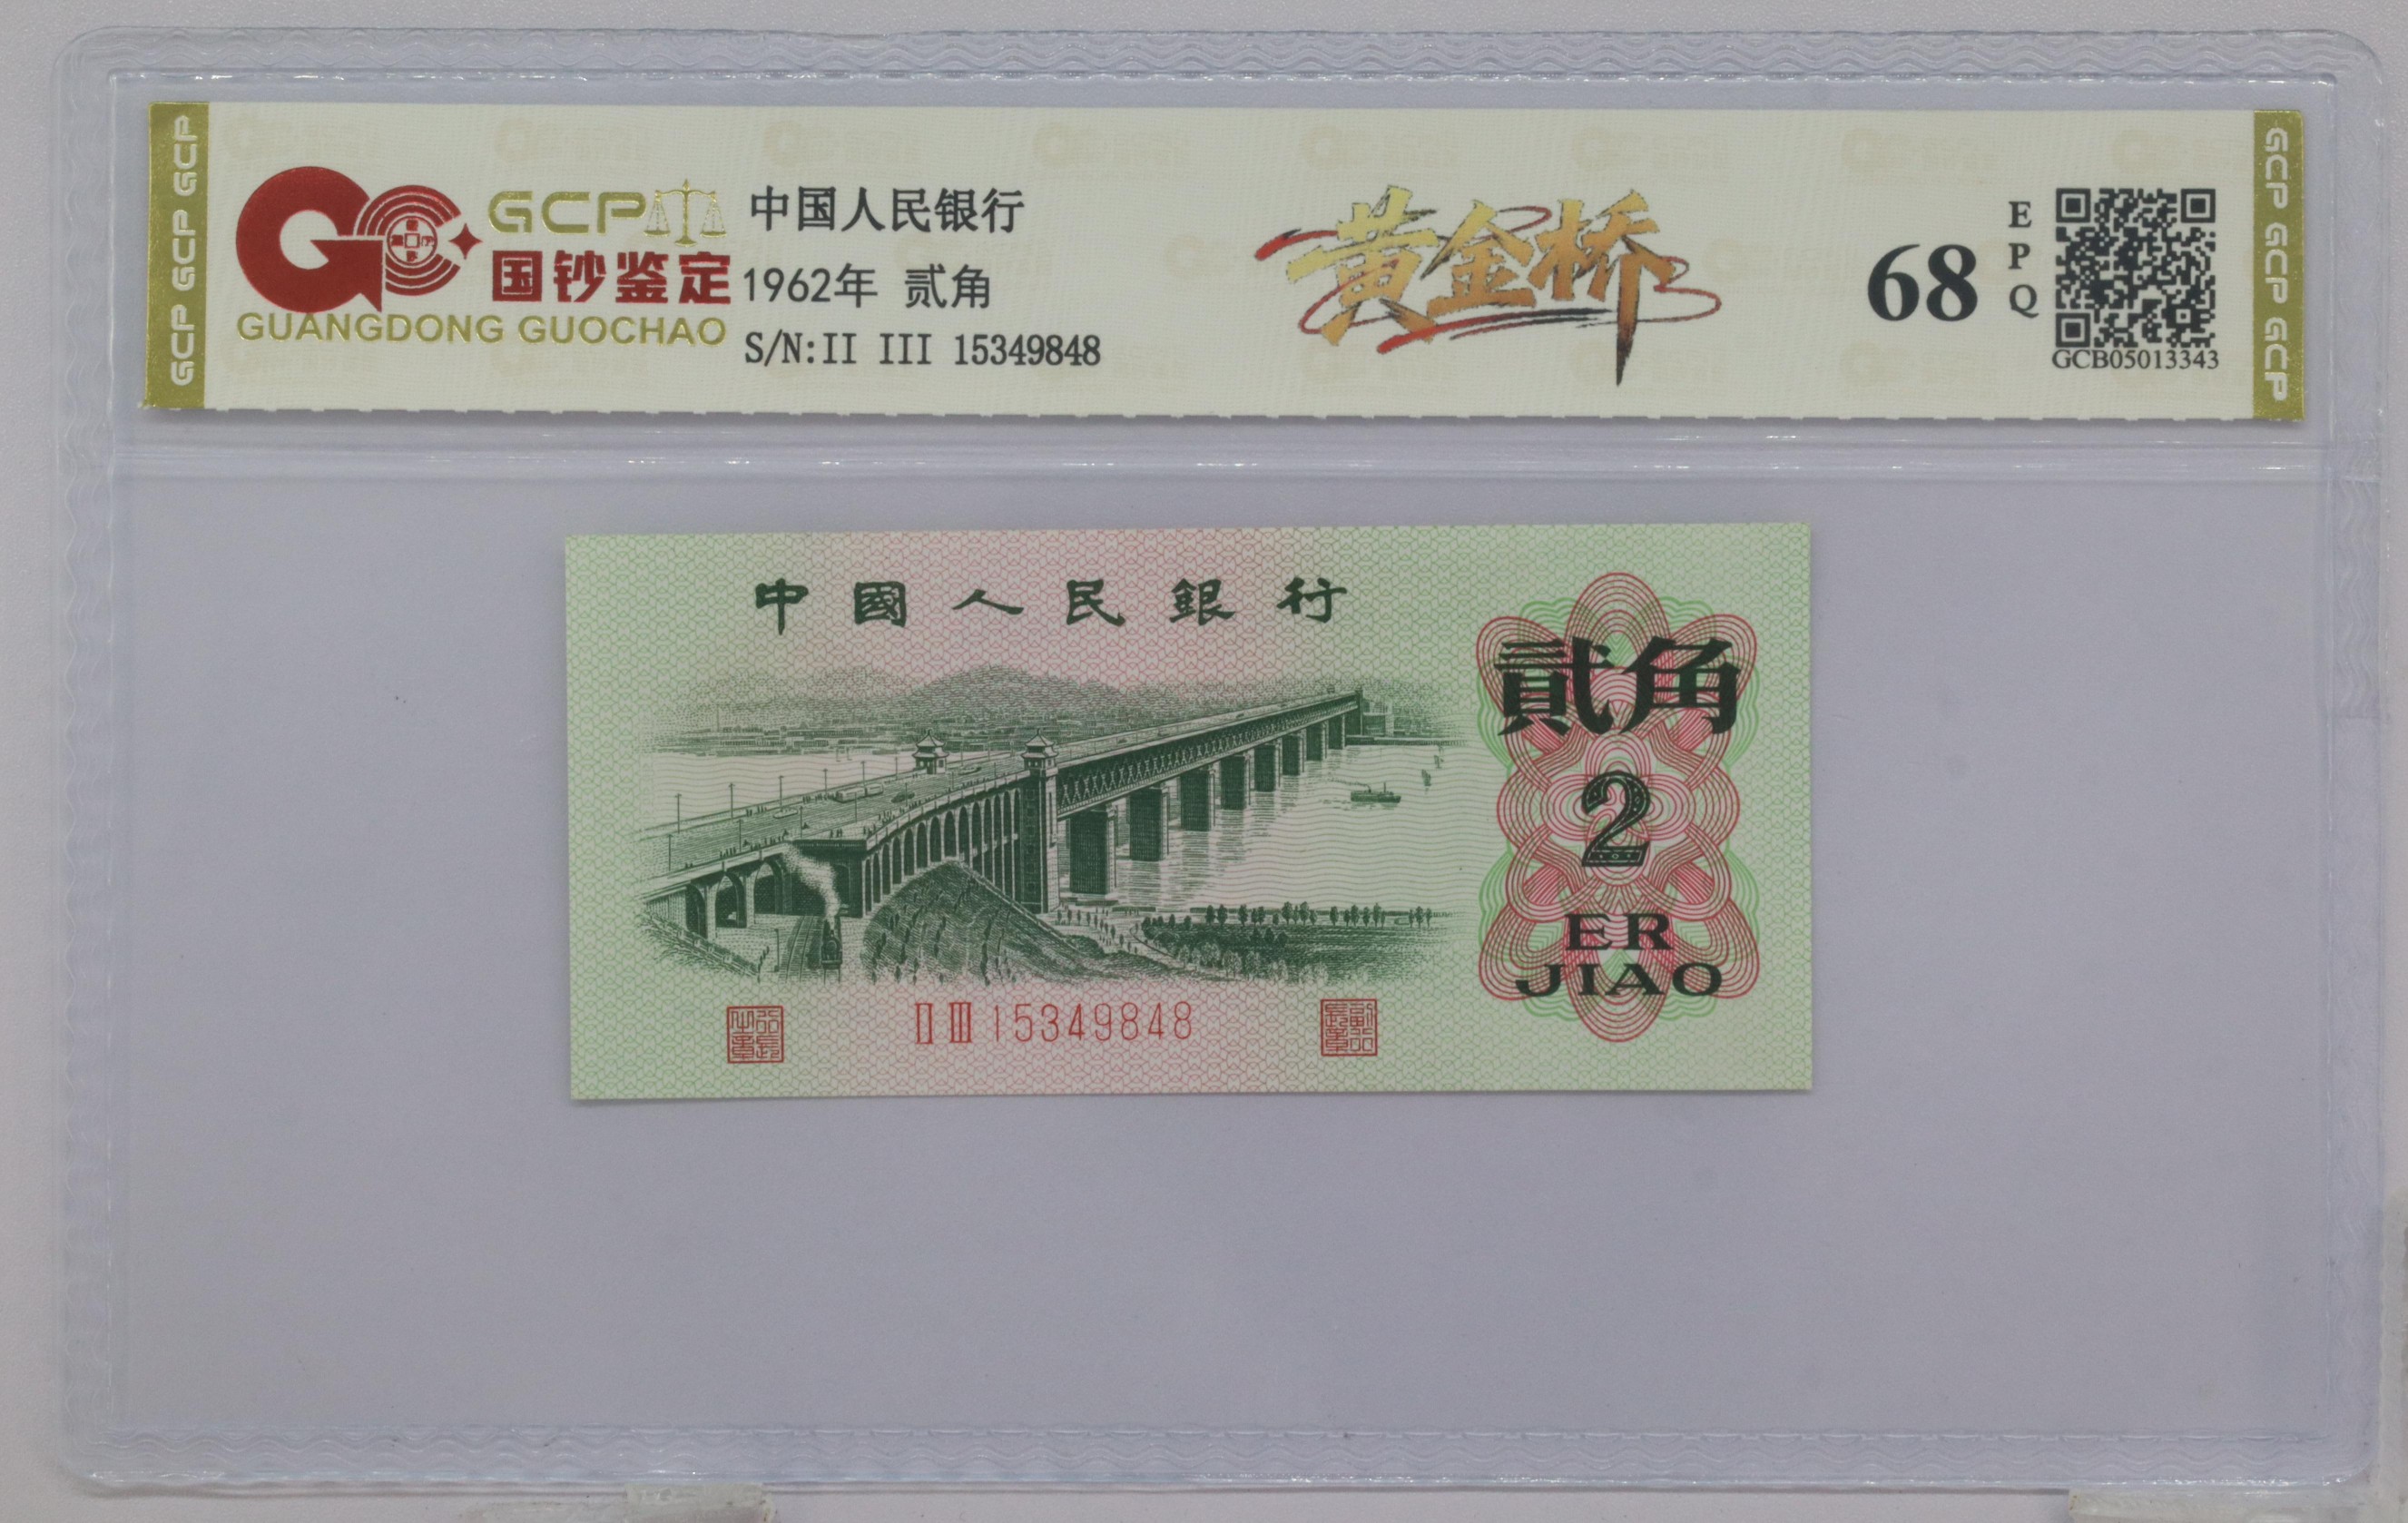 GCP GCP GCP
GCP
国钞鉴定
GUANGDONG GUOCHAO
中国人民银行
1962年 贰角
S/N:II III 15349848
黄金桥
68
EPQ
GCB05013343
GCP GCP GCP
中國人民銀行
貳角
2
ER
JIAO
II III 15349848